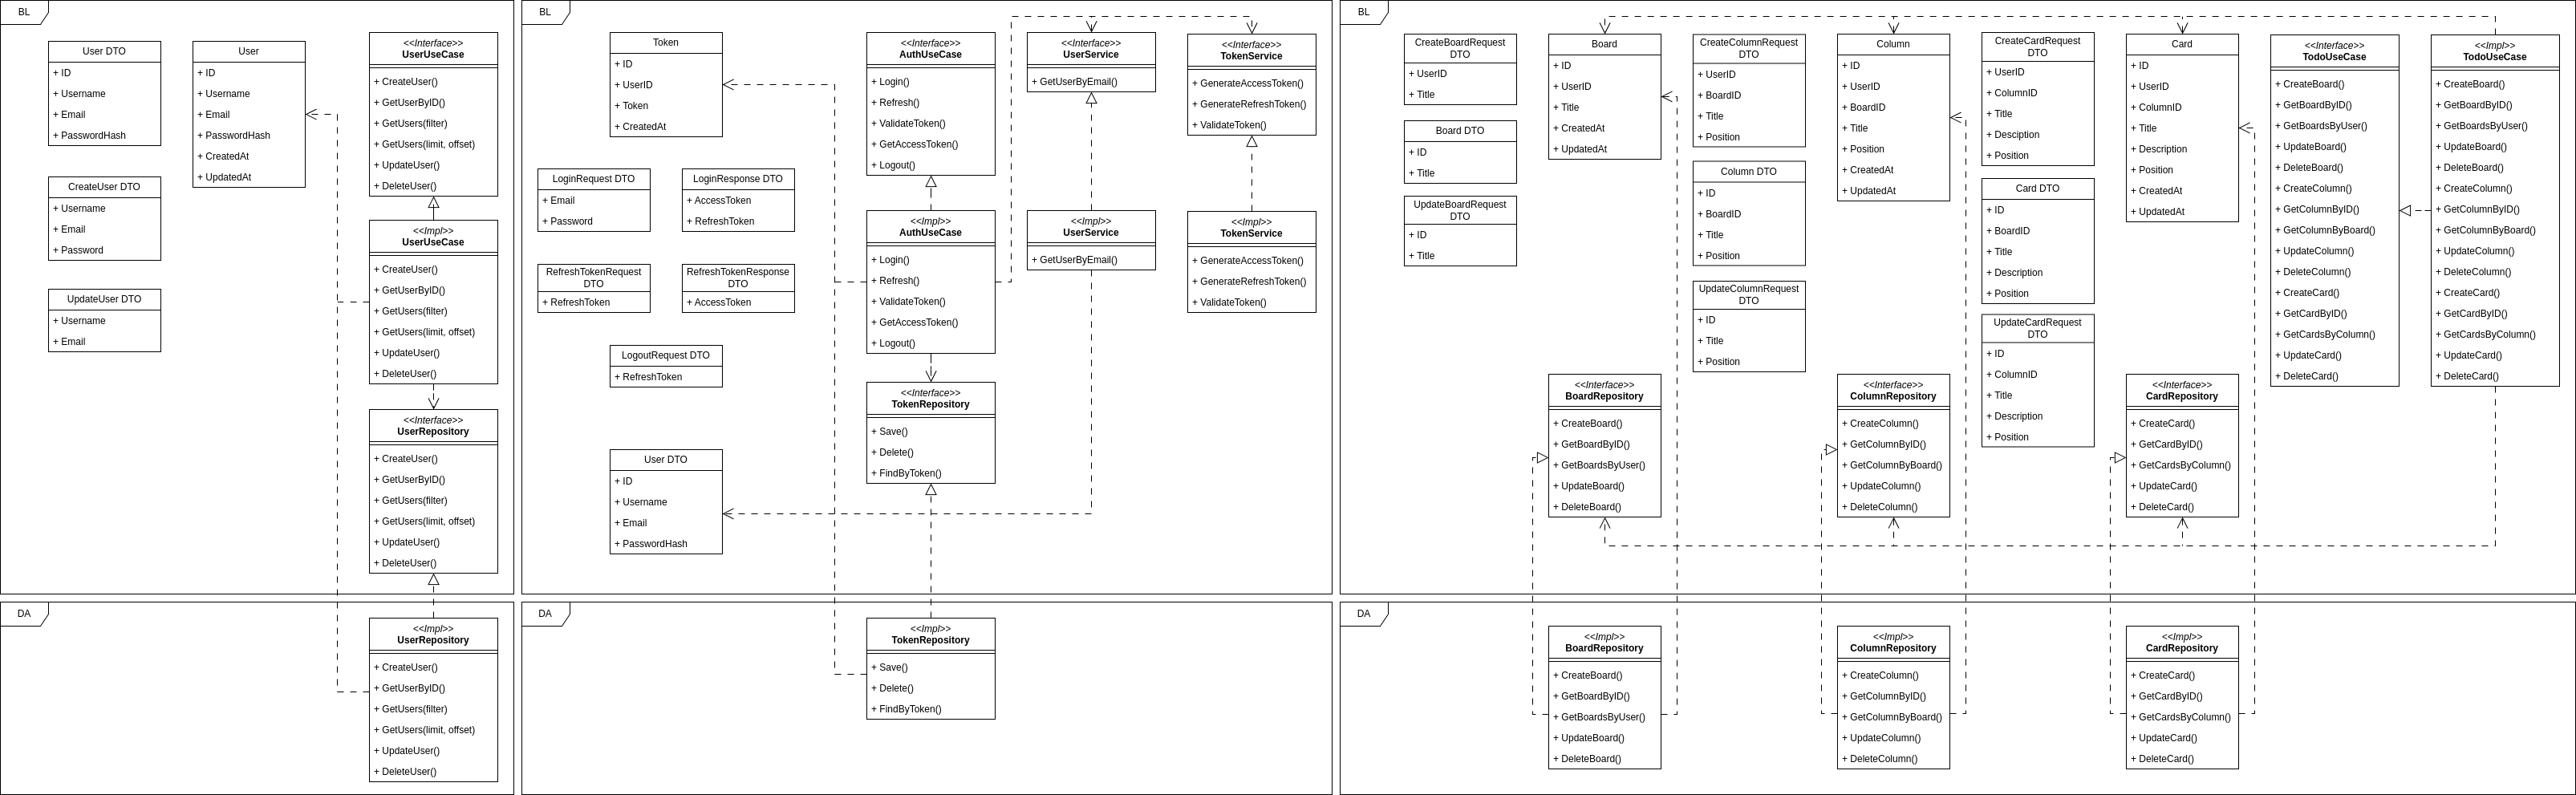 BL
User DTO
+ ID
+ Username
+ Email
+ PasswordHash
CreateUser DTO
+ Username
+ Email
+ Password
UpdateUser DTO
+ Username
+ Email
User
+ ID
+ Username
+ Email
+ PasswordHash
+ CreatedAt
+ UpdatedAt
<<Interface>>
UserUseCase
+ CreateUser()
+ GetUserByID()
+ GetUsers(filter)
+ GetUsers(limit, offset)
+ UpdateUser()
+ DeleteUser()
<<Impl>>
UserUseCase
+ CreateUser()
+ GetUserByID()
+ GetUsers(filter)
+ GetUsers(limit, offset)
+ UpdateUser()
+ DeleteUser()
<<Interface>>
UserRepository
+ CreateUser()
+ GetUserByID()
+ GetUsers(filter)
+ GetUsers(limit, offset)
+ UpdateUser()
+ DeleteUser()
DA
<<Impl>>
UserRepository
+ CreateUser()
+ GetUserByID()
+ GetUsers(filter)
+ GetUsers(limit, offset)
+ UpdateUser()
+ DeleteUser()
BL
Token
+ ID
+ UserID
+ Token
+ CreatedAt
LoginRequest DTO
+ Email
+ Password
LoginResponse DTO
+ AccessToken
+ RefreshToken
RefreshTokenRequest
DTO
+ RefreshToken
RefreshTokenResponse
DTO
+ AccessToken
LogoutRequest DTO
+ RefreshToken
User DTO
+ ID
+ Username
+ Email
+ PasswordHash
<<Interface>>
AuthUseCase
+ Login()
+ Refresh()
+ ValidateToken()
+ GetAccessToken()
+ Logout()
<<Impl>>
AuthUseCase
+ Login()
+ Refresh()
+ ValidateToken()
+ GetAccessToken()
+ Logout()
<<Interface>>
TokenRepository
+ Save()
+ Delete()
+ FindByToken()
<<Interface>>
UserService
+ GetUserByEmail()
<<Impl>>
UserService
+ GetUserByEmail()
<<Interface>>
TokenService
+ GenerateAccessToken()
+ GenerateRefreshToken()
+ ValidateToken()
<<Impl>>
TokenService
+ GenerateAccessToken()
+ GenerateRefreshToken()
+ ValidateToken()
DA
<<Impl>>
TokenRepository
+ Save()
+ Delete()
+ FindByToken()
BL
CreateBoardRequest
DTO
+ UserID
+ Title
Board DTO
+ ID
+ Title
UpdateBoardRequest
DTO
+ ID
+ Title
Board
+ ID
+ UserID
+ Title
+ CreatedAt
+ UpdatedAt
<<Interface>>
BoardRepository
+ CreateBoard()
+ GetBoardByID()
+ GetBoardsByUser()
+ UpdateBoard()
+ DeleteBoard()
CreateColumnRequest
DTO
+ UserID
+ BoardID
+ Title
+ Position
Column DTO
+ ID
+ BoardID
+ Title
+ Position
UpdateColumnRequest
DTO
+ ID
+ Title
+ Position
Column
+ ID
+ UserID
+ BoardID
+ Title
+ Position
+ CreatedAt
+ UpdatedAt
<<Interface>>
ColumnRepository
+ CreateColumn()
+ GetColumnByID()
+ GetColumnByBoard()
+ UpdateColumn()
+ DeleteColumn()
CreateCardRequest
DTO
+ UserID
+ ColumnID
+ Title
+ Desciption
+ Position
Card DTO
+ ID
+ BoardID
+ Title
+ Description
+ Position
UpdateCardRequest
DTO
+ ID
+ ColumnID
+ Title
+ Description
+ Position
Card
+ ID
+ UserID
+ ColumnID
+ Title
+ Description
+ Position
+ CreatedAt
+ UpdatedAt
<<Interface>>
CardRepository
+ CreateCard()
+ GetCardByID()
+ GetCardsByColumn()
+ UpdateCard()
+ DeleteCard()
<<Interface>>
TodoUseCase
+ CreateBoard()
+ GetBoardByID()
+ GetBoardsByUser()
+ UpdateBoard()
+ DeleteBoard()
+ CreateColumn()
+ GetColumnByID()
+ GetColumnByBoard()
+ UpdateColumn()
+ DeleteColumn()
+ CreateCard()
+ GetCardByID()
+ GetCardsByColumn()
+ UpdateCard()
+ DeleteCard()
<<Impl>>
TodoUseCase
+ CreateBoard()
+ GetBoardByID()
+ GetBoardsByUser()
+ UpdateBoard()
+ DeleteBoard()
+ CreateColumn()
+ GetColumnByID()
+ GetColumnByBoard()
+ UpdateColumn()
+ DeleteColumn()
+ CreateCard()
+ GetCardByID()
+ GetCardsByColumn()
+ UpdateCard()
+ DeleteCard()
DA
<<Impl>>
BoardRepository
+ CreateBoard()
+ GetBoardByID()
+ GetBoardsByUser()
+ UpdateBoard()
+ DeleteBoard()
<<Impl>>
ColumnRepository
+ CreateColumn()
+ GetColumnByID()
+ GetColumnByBoard()
+ UpdateColumn()
+ DeleteColumn()
<<Impl>>
CardRepository
+ CreateCard()
+ GetCardByID()
+ GetCardsByColumn()
+ UpdateCard()
+ DeleteCard()